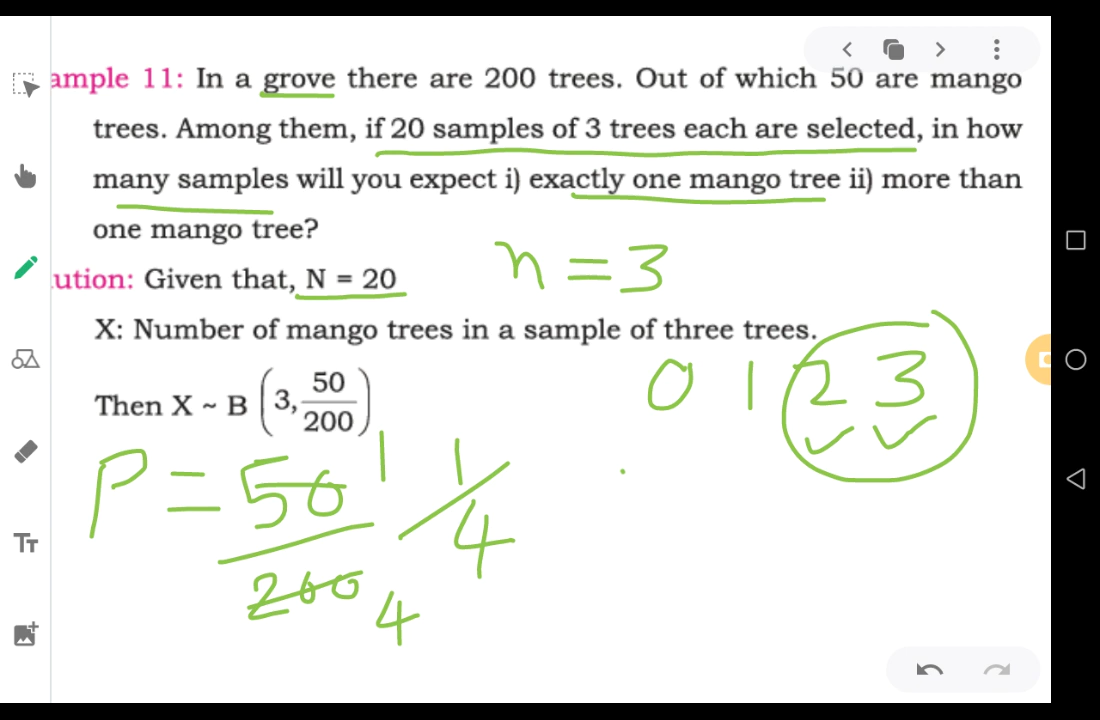 ample 11: In a grove there are 200 trees. Out of which 50 are mango
trees. Among them, if 20 samples of 3 trees each are selected, in how
many samples will you expect i) exactly one mango tree ii) more than
one mango tree?
ution: Given that, N = 20
n = 3
X: Number of mango trees in a sample of three trees.
0 1 2 3
Then X ~ B (3, 50/200)
P = 50/200 1/4
1
4
Tт